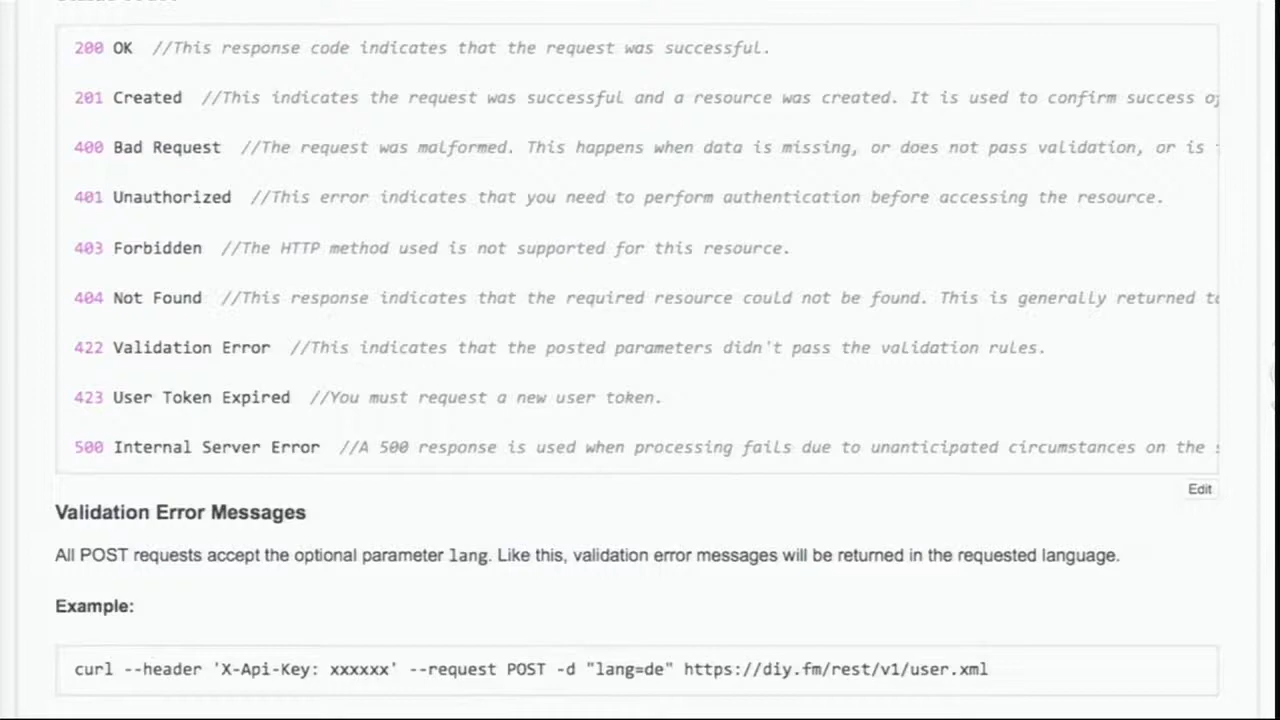 200 OK  //This response code indicates that the request was successful.
201 Created  //This indicates the request was successful and a resource was created. It is used to confirm success of
400 Bad Request  //The request was malformed. This happens when data is missing, or does not pass validation, or is
401 Unauthorized  //This error indicates that you need to perform authentication before accessing the resource.
403 Forbidden  //The HTTP method used is not supported for this resource.
404 Not Found  //This response indicates that the required resource could not be found. This is generally returned to
422 Validation Error  //This indicates that the posted parameters didn't pass the validation rules.
423 User Token Expired  //You must request a new user token.
500 Internal Server Error  //A 500 response is used when processing fails due to unanticipated circumstances on the
Edit
Validation Error Messages
All POST requests accept the optional parameter lang. Like this, validation error messages will be returned in the requested language.
Example:
curl --header 'X-Api-Key: xxxxxx' --request POST -d "lang=de" https://diy.fm/rest/v1/user.xml